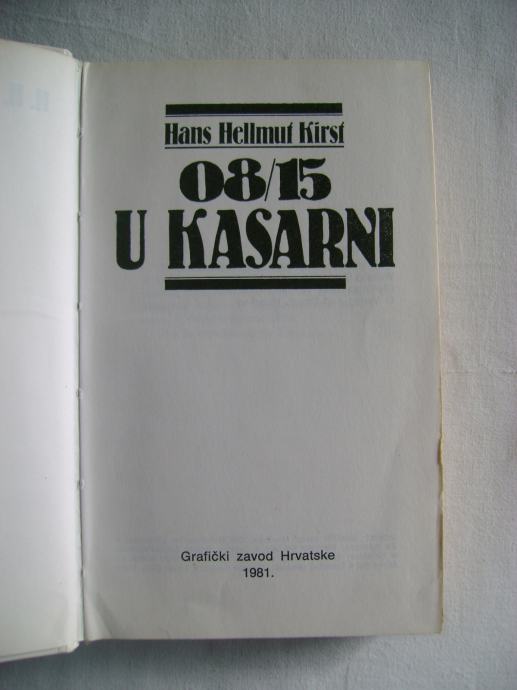 Hans Hellmut Kirst
08/15
U KASARNI
Grafički zavod Hrvatske
1981.